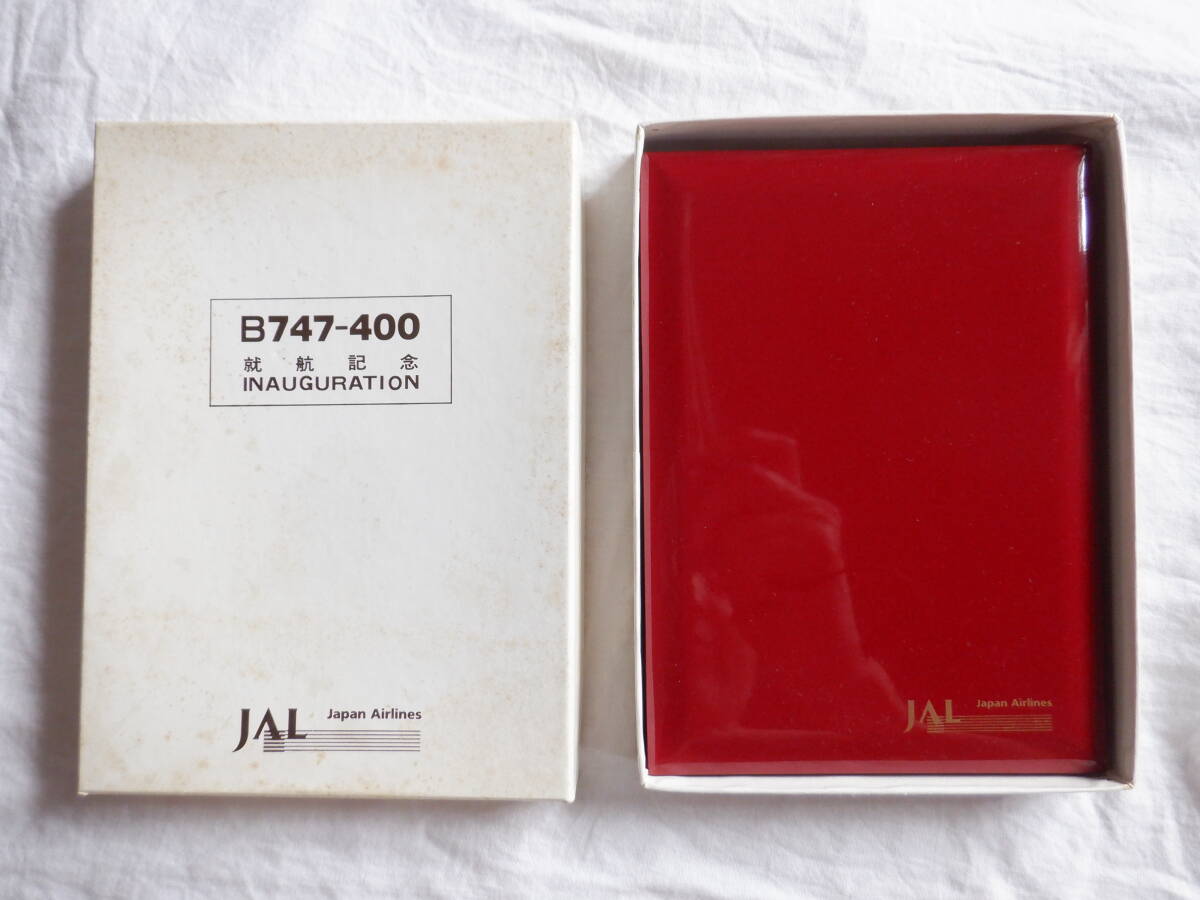 B747-400
就航記念
INAUGURATION
JAL Japan Airlines
JAL Japan Airlines